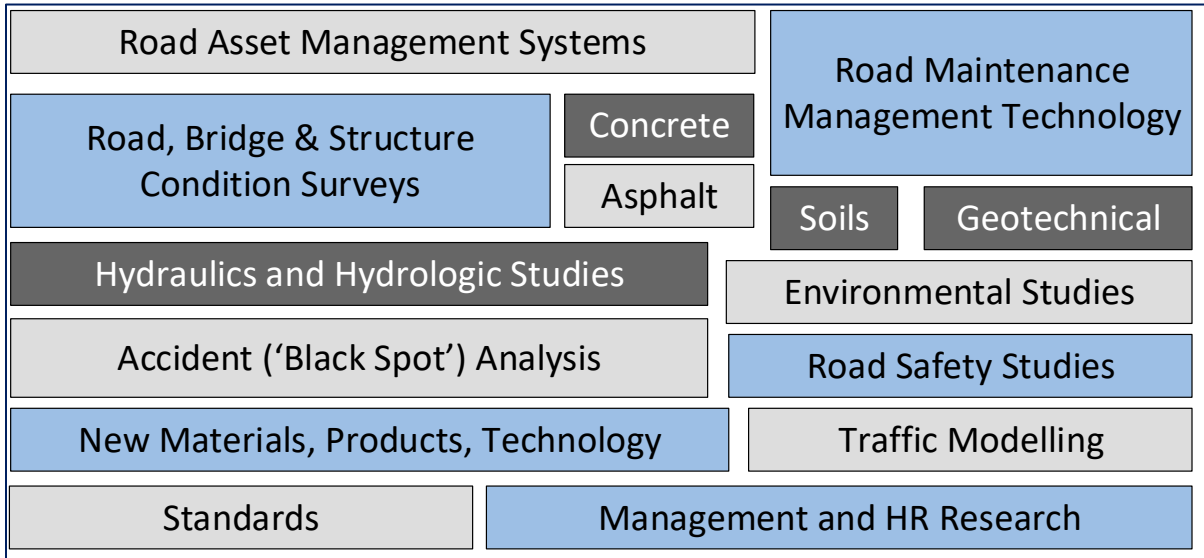 Road Asset Management Systems
Road Maintenance
Management Technology
Road, Bridge & Structure
Condition Surveys
Concrete
Asphalt
Soils
Geotechnical
Hydraulics and Hydrologic Studies
Environmental Studies
Accident (‘Black Spot’) Analysis
Road Safety Studies
New Materials, Products, Technology
Traffic Modelling
Standards
Management and HR Research